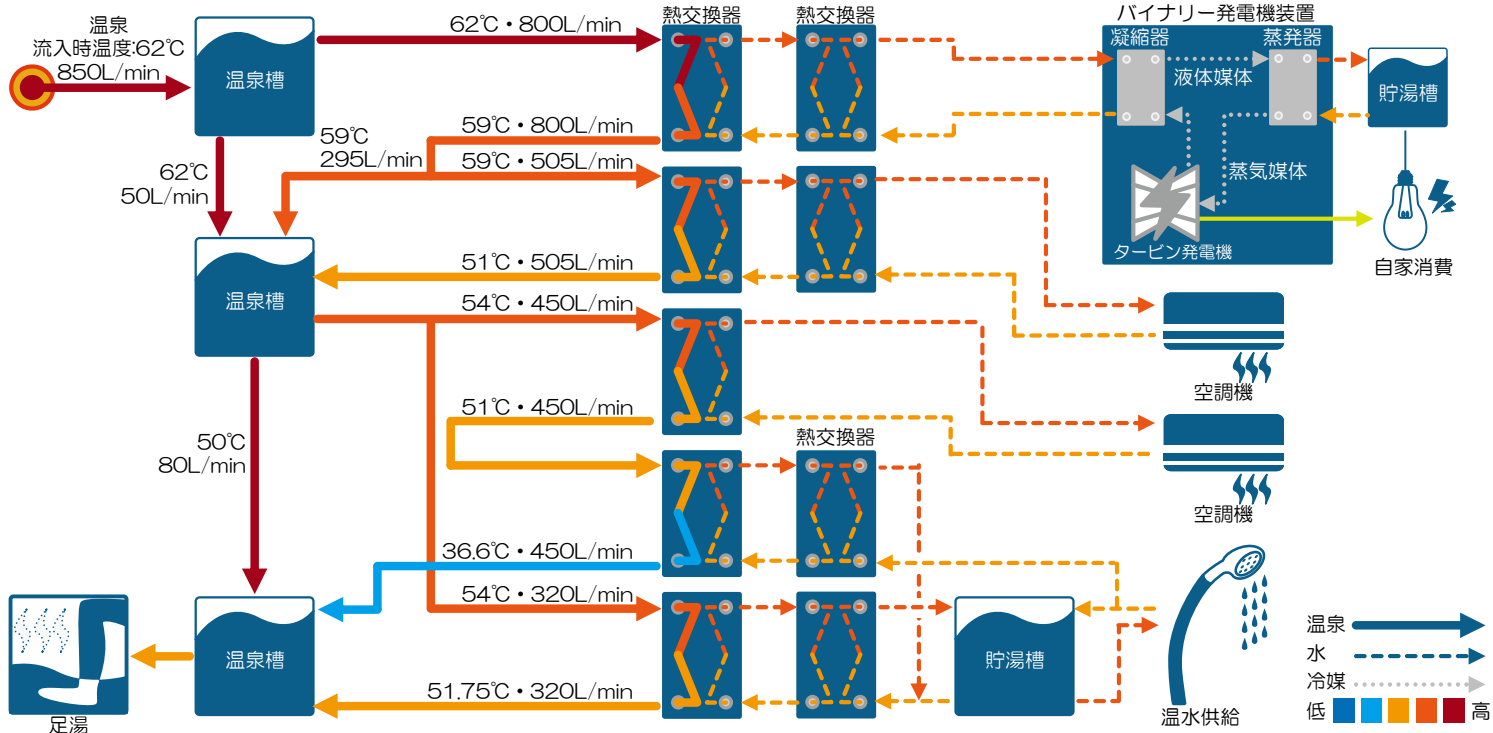 温泉
流入時温度:62℃
850L/min
温泉槽
62℃・800L/min
熱交換器
熱交換器
バイナリー発電機装置
凝縮器
蒸発器
液体媒体
貯湯槽
蒸気媒体
タービン発電機
自家消費
59℃・800L/min
59℃
295L/min
59℃・505L/min
62℃
50L/min
温泉槽
51℃・505L/min
54℃・450L/min
空調機
51℃・450L/min
熱交換器
空調機
50℃
80L/min
36.6℃・450L/min
54℃・320L/min
温泉槽
51.75℃・320L/min
貯湯槽
足湯
温水供給
温泉
水
冷媒
低 高